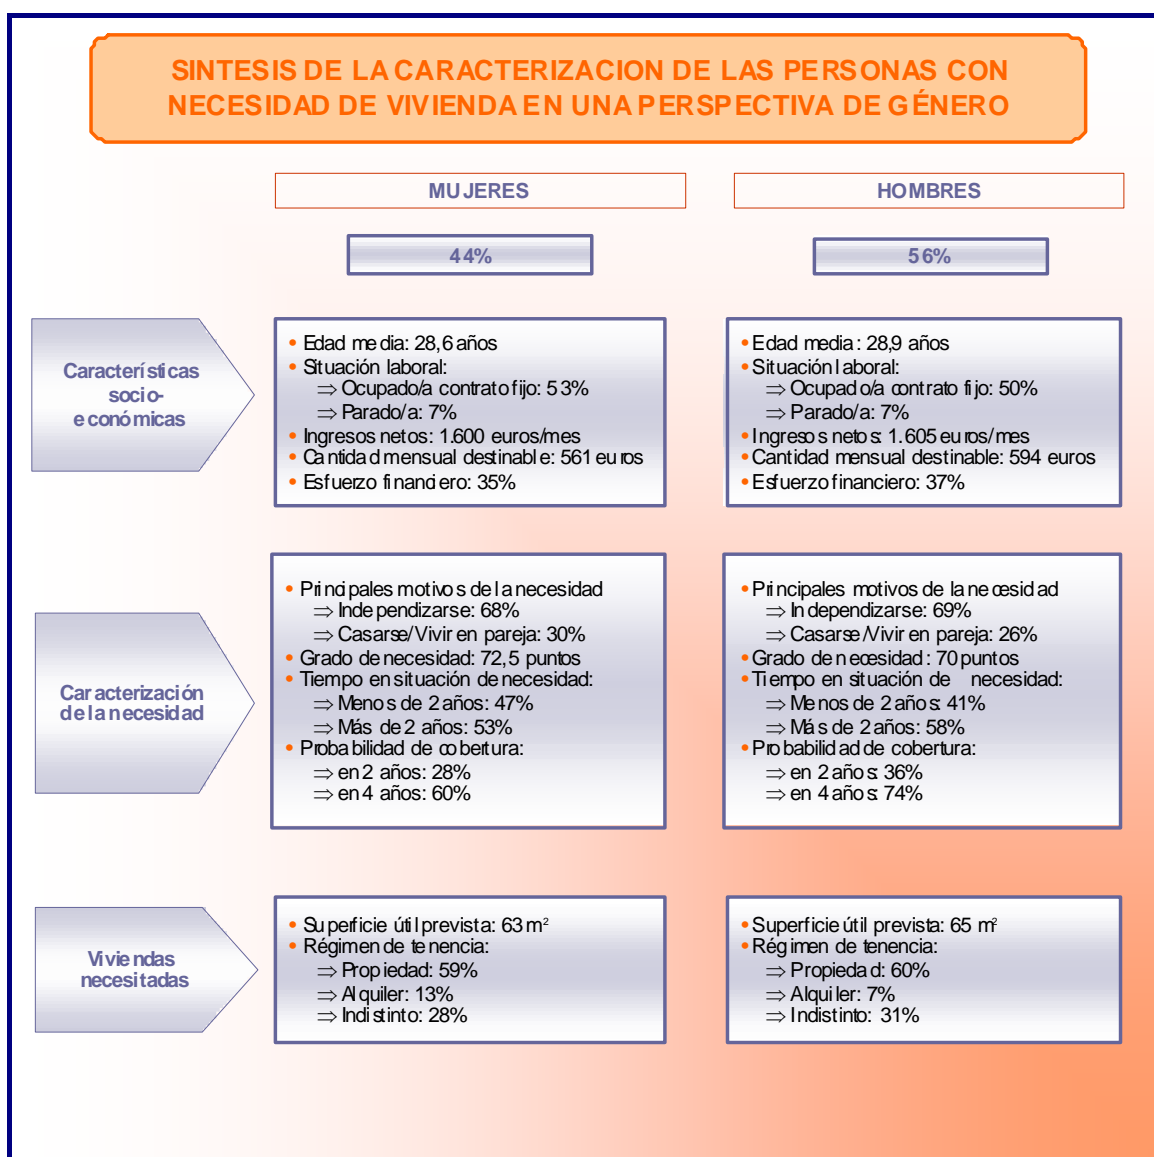 SINTESIS DE LA CARACTERIZACION DE LAS PERSONAS CON
NECESIDAD DE VIVIENDA EN UNA PERSPECTIVA DE GÉNERO
MUJERES
HOMBRES
44%
56%
Características
socio-
económicas
• Edad media: 28,6 años
• Situación laboral:
⇒ Ocupado/a contrato fijo: 53%
⇒ Parado/a: 7%
• Ingresos netos: 1.600 euros/mes
• Cantidad mensual destinable: 561 euros
• Esfuerzo financiero: 35%
• Edad media: 28,9 años
• Situación laboral:
⇒ Ocupado/a contrato fijo: 50%
⇒ Parado/a: 7%
• Ingresos netos: 1.605 euros/mes
• Cantidad mensual destinable: 594 euros
• Esfuerzo financiero: 37%
Caracterización
de la necesidad
• Principales motivos de la necesidad
⇒ Independizarse: 68%
⇒ Casarse/Vivir en pareja: 30%
• Grado de necesidad: 72,5 puntos
• Tiempo en situación de necesidad:
⇒ Menos de 2 años: 47%
⇒ Más de 2 años: 53%
• Probabilidad de cobertura:
⇒ en 2 años: 28%
⇒ en 4 años: 60%
• Principales motivos de la necesidad
⇒ Independizarse: 69%
⇒ Casarse/Vivir en pareja: 26%
• Grado de necesidad: 70 puntos
• Tiempo en situación de necesidad:
⇒ Menos de 2 años: 41%
⇒ Más de 2 años: 58%
• Probabilidad de cobertura:
⇒ en 2 años: 36%
⇒ en 4 años: 74%
Viviendas
necesitadas
• Superficie útil prevista: 63 m²
• Régimen de tenencia:
⇒ Propiedad: 59%
⇒ Alquiler: 13%
⇒ Indistinto: 28%
• Superficie útil prevista: 65 m²
• Régimen de tenencia:
⇒ Propiedad: 60%
⇒ Alquiler: 7%
⇒ Indistinto: 31%